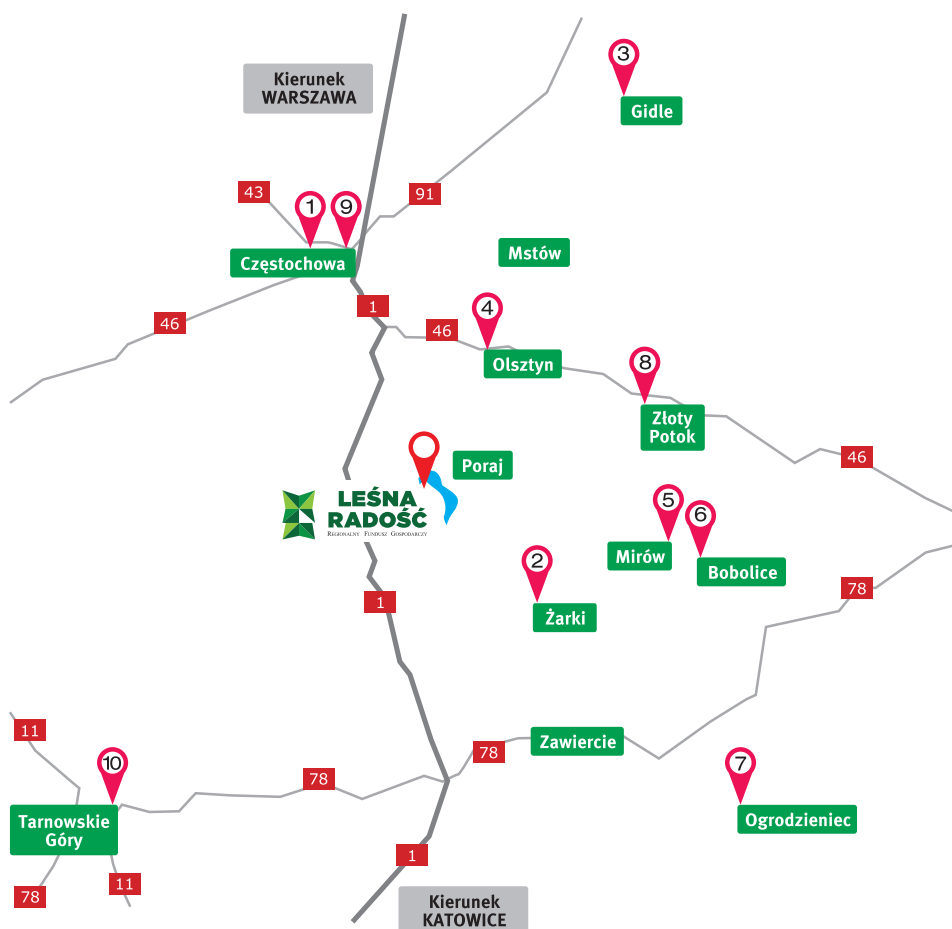 3
Kierunek
WARSZAWA
Gidle
43
91
1
9
Mstów
Częstochowa
4
1
46
46
Olsztyn
8
Złoty
Potok
46
Poraj
LEŚNA
RADOŚĆ
Regionalny Fundusz Gospodarczy
5
6
Mirów
2
Bobolice
78
1
Żarki
11
Zawiercie
78
10
78
7
Tarnowskie
Góry
Ogrodzieniec
1
11
78
Kierunek
KATOWICE